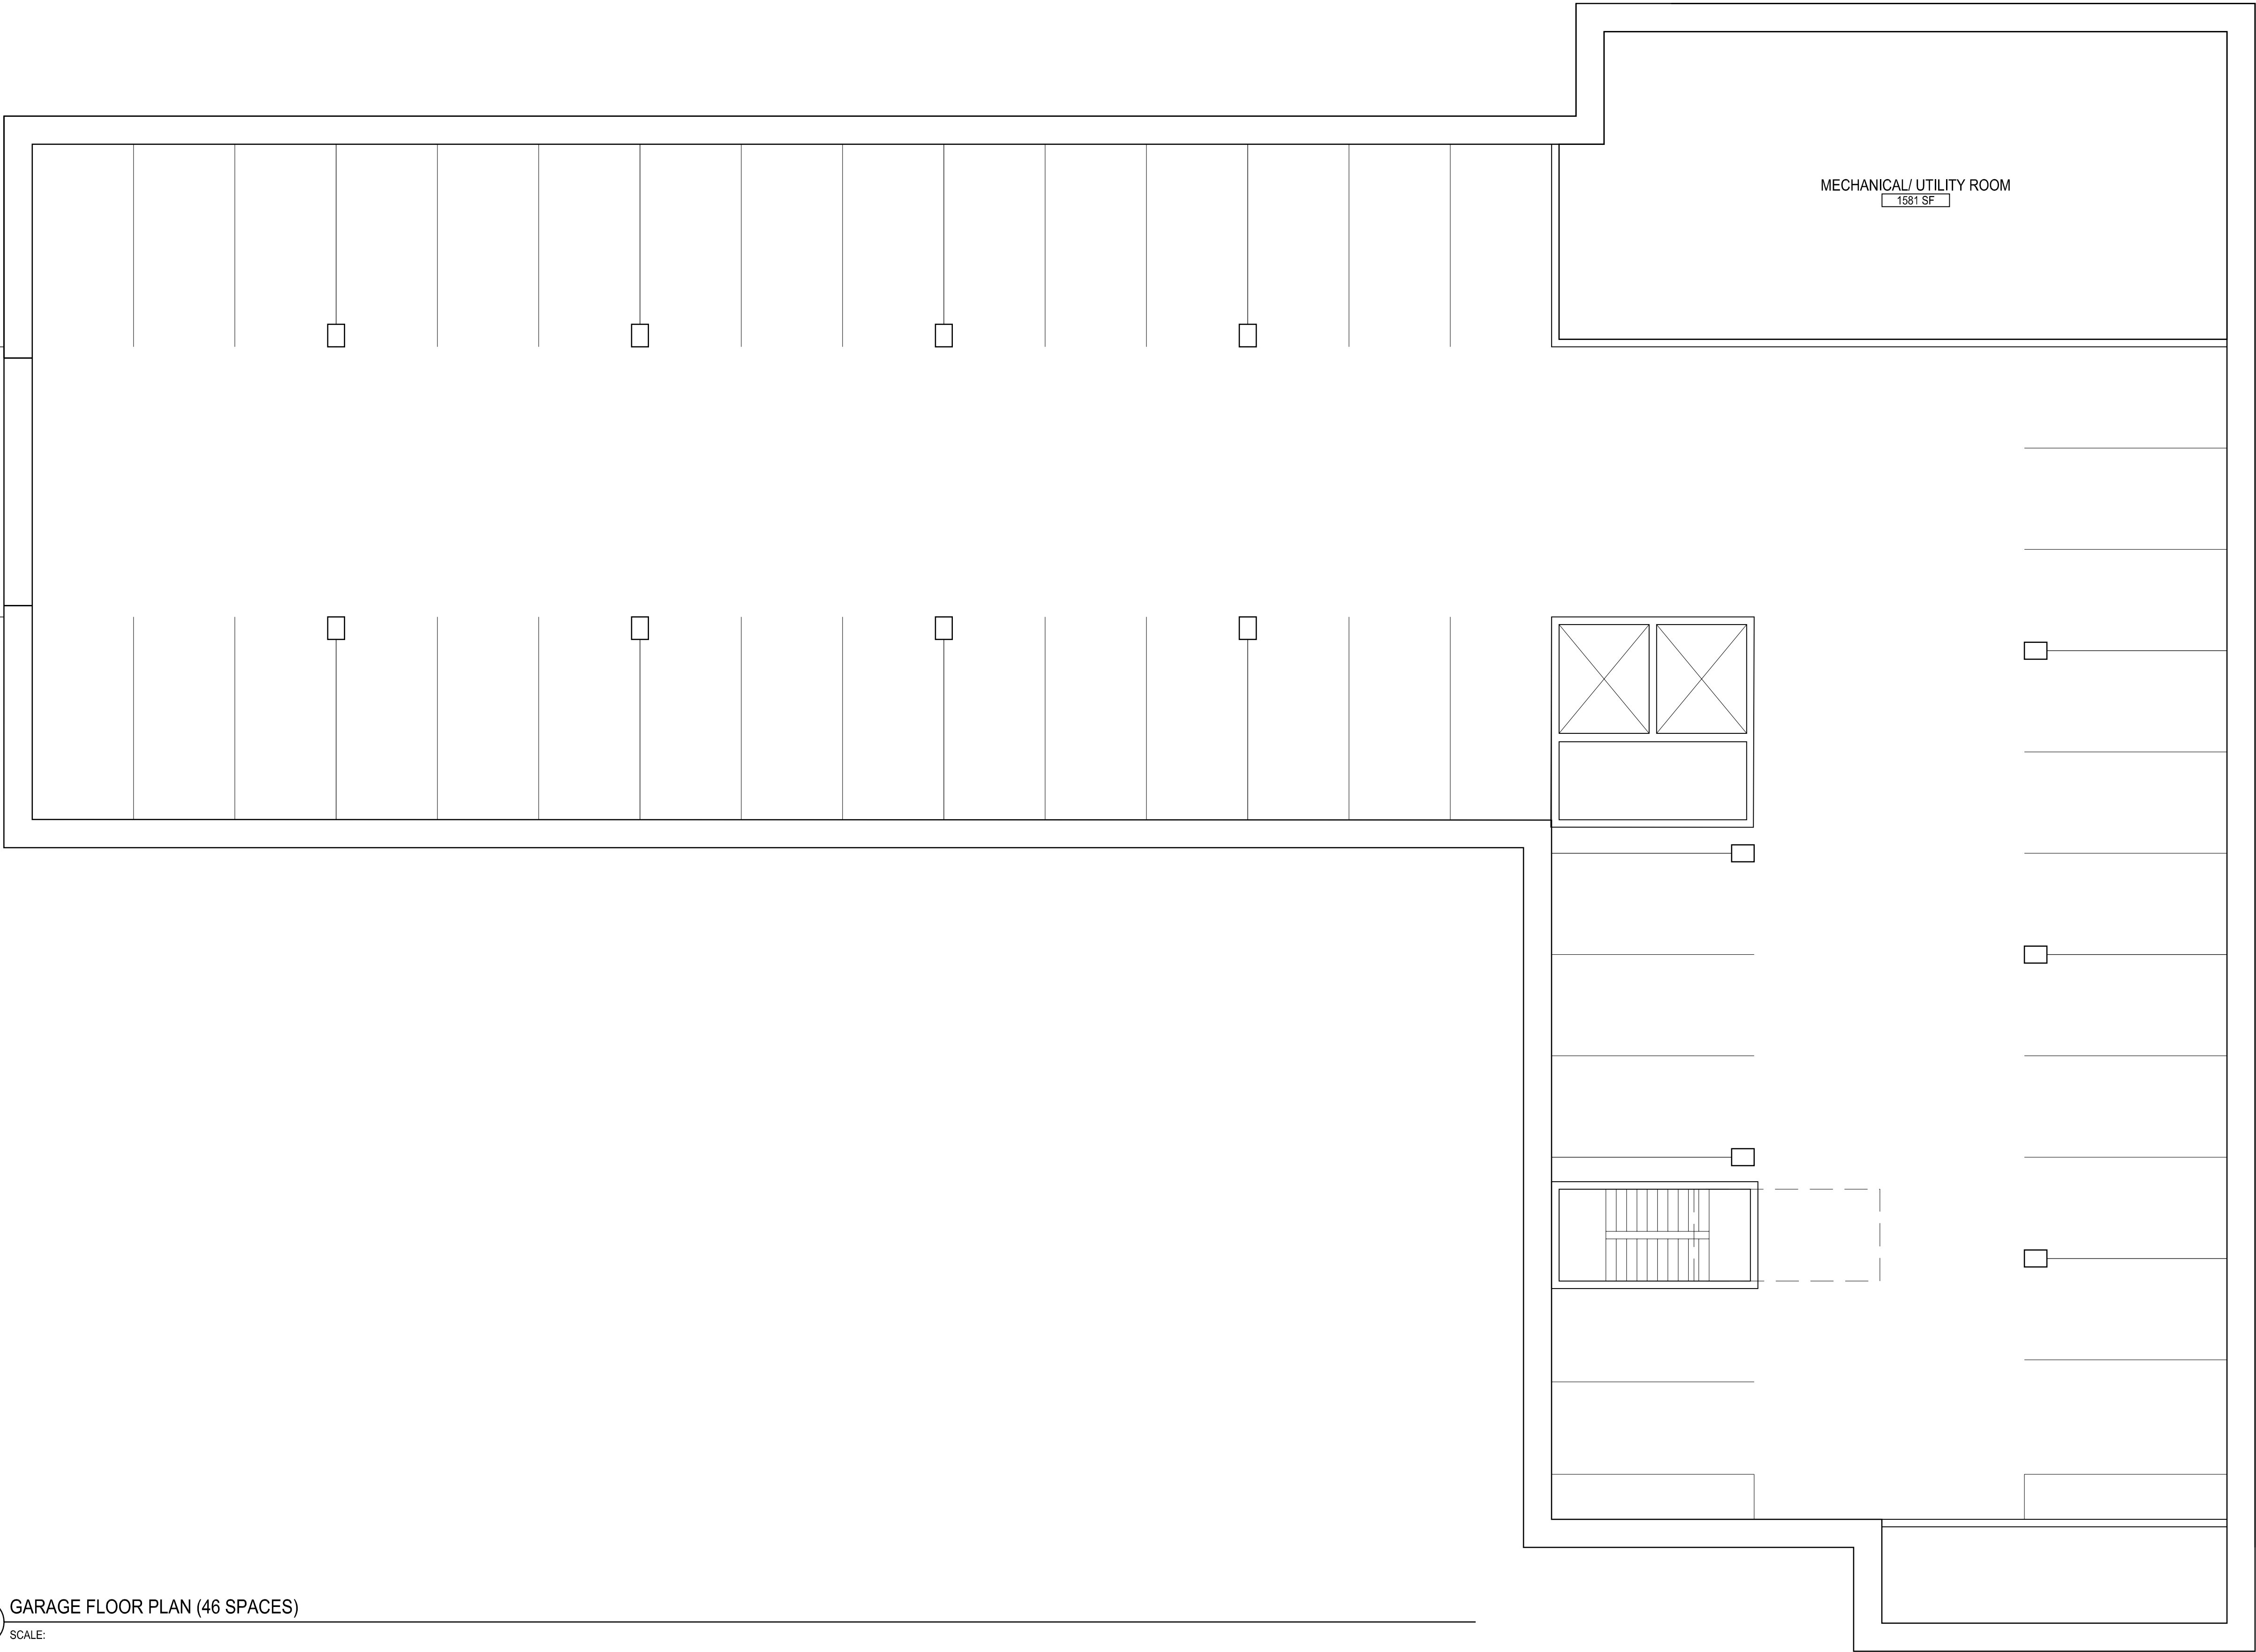 MECHANICAL/ UTILITY ROOM
1581 SF
GARAGE FLOOR PLAN (46 SPACES)
SCALE: